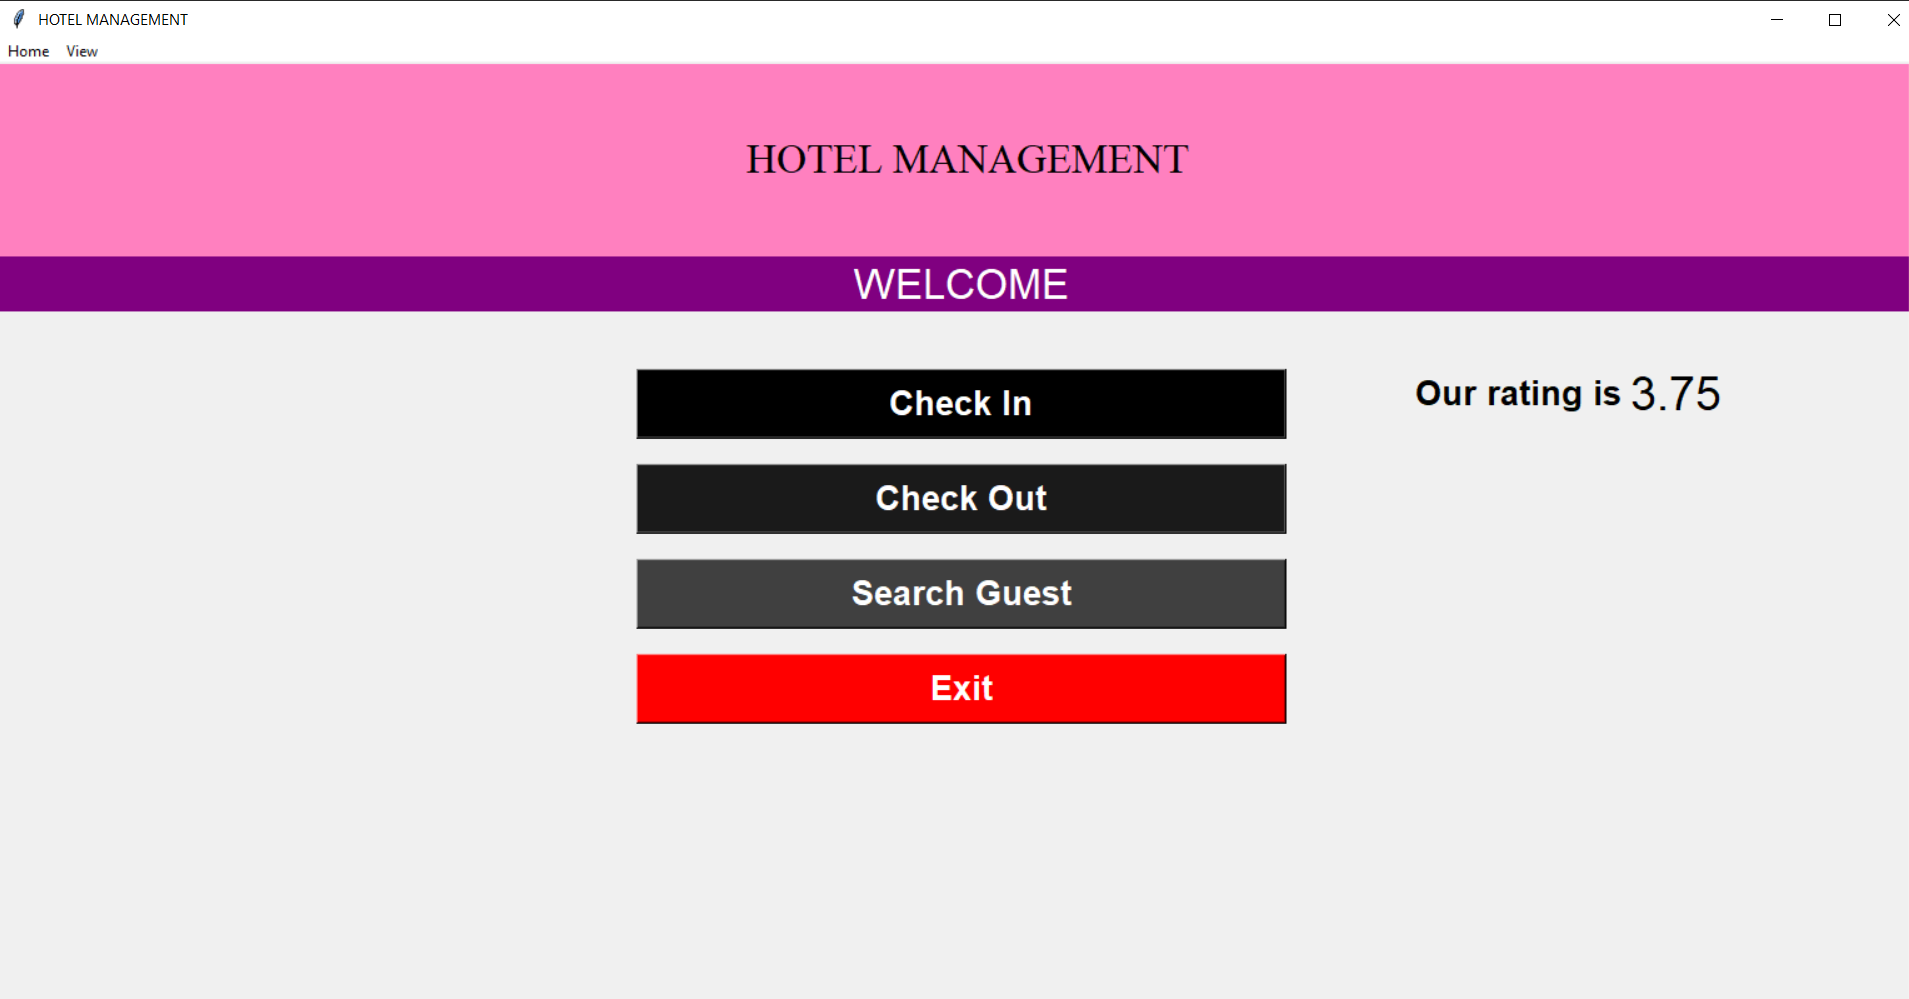 HOTEL MANAGEMENT
Home View
HOTEL MANAGEMENT
WELCOME
Check In
Our rating is 3.75
Check Out
Search Guest
Exit